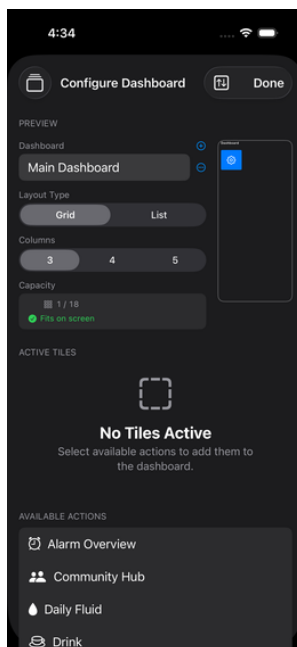 4:34
Configure Dashboard
Done
PREVIEW
Dashboard
Main Dashboard
Dashboard
Layout Type
Grid
List
Columns
3
4
5
Capacity
1 / 18
Fits on screen
ACTIVE TILES
No Tiles Active
Select available actions to add them to
the dashboard.
AVAILABLE ACTIONS
Alarm Overview
Community Hub
Daily Fluid
Drink